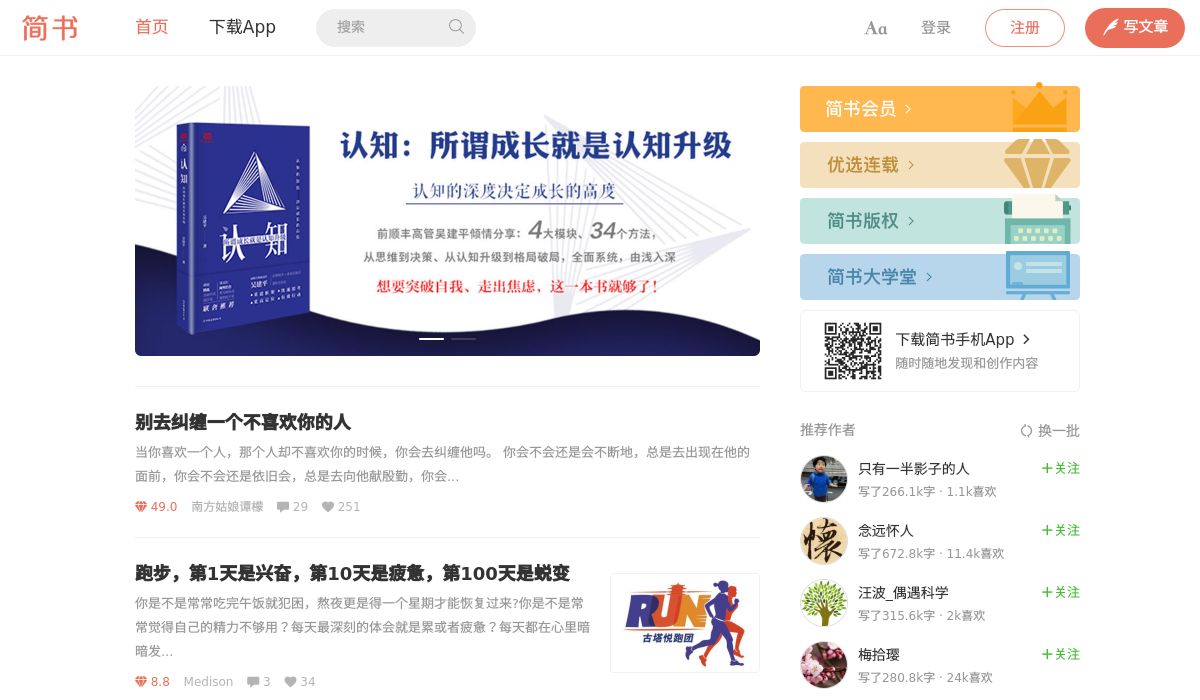 简书
首页
下载App
搜索
Aa
登录
注册
写文章
认知
认知：所谓成长就是认知升级
认知的深度决定成长的高度
前顺丰高管吴建平倾情分享：4大模块、34个方法，
从思维到决策、从认知升级到格局破局，全面系统，由浅入深
想要突破自我、走出焦虑，这一本书就够了！
简书会员
优选连载
简书版权
简书大学堂
下载简书手机App
随时随地发现和创作内容
别去纠缠一个不喜欢你的人
当你喜欢一个人，那个人却不喜欢你的时候，你会去纠缠他吗。 你会不会还是会不断地，总是去出现在他的
面前，你会不会还是依旧会，总是去向他献殷勤，你会...
49.0 南方姑娘谭檬 29 251
跑步，第1天是兴奋，第10天是疲惫，第100天是蜕变
你是不是常常吃完午饭就犯困，熬夜更是得一个星期才能恢复过来?你是不是常
常觉得自己的精力不够用？每天最深刻的体会就是累或者疲惫？每天都在心里暗
暗发...
8.8 Medison 3 34
RUN
古塔悦跑团
推荐作者
换一批
只有一半影子的人
+关注
写了266.1k字 · 1.1k喜欢
懷
念远怀人
+关注
写了672.8k字 · 11.4k喜欢
汪波_偶遇科学
+关注
写了315.6k字 · 2k喜欢
梅拾璎
+关注
写了280.8k字 · 24k喜欢